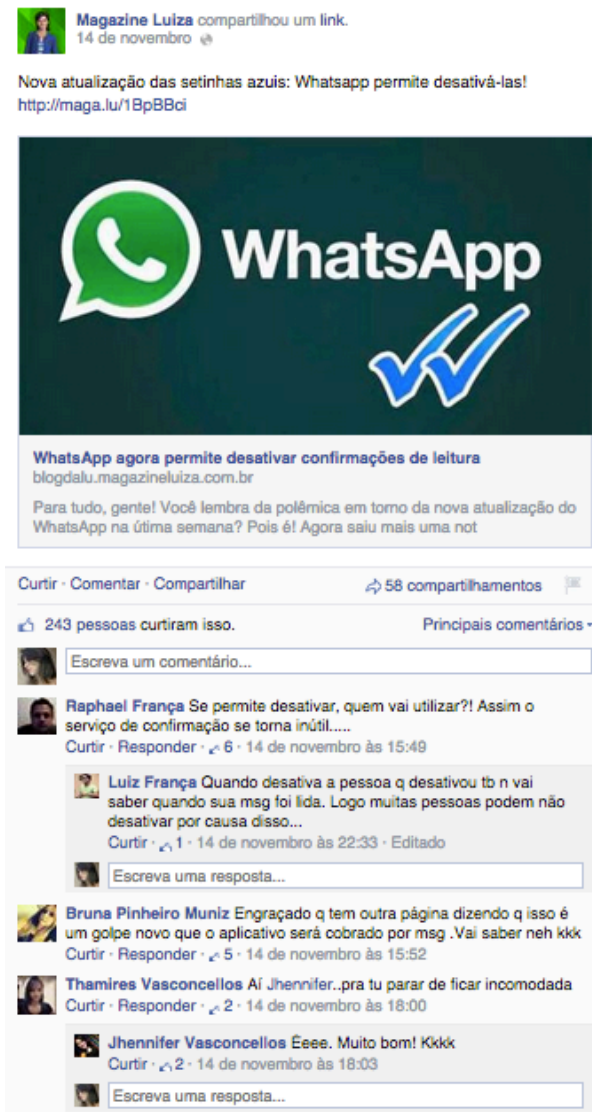 Magazine Luiza compartilhou um link.
14 de novembro
Nova atualização das setinhas azuis: Whatsapp permite desativá-las!
http://maga.lu/1BpBBci
WhatsApp
WhatsApp agora permite desativar confirmações de leitura
blogdalu.magazineluiza.com.br
Para tudo, gente! Você lembra da polêmica em torno da nova atualização do
WhatsApp na útima semana? Pois é! Agora saiu mais uma not
Curtir · Comentar · Compartilhar 58 compartilhamentos
243 pessoas curtiram isso. Principais comentários
Escreva um comentário...
Raphael França Se permite desativar, quem vai utilizar?! Assim o
serviço de confirmação se torna inútil.....
Curtir · Responder · 6 · 14 de novembro às 15:49
Luiz França Quando desativa a pessoa q desativou tb n vai
saber quando sua msg foi lida. Logo muitas pessoas podem não
desativar por causa disso...
Curtir · 1 · 14 de novembro às 22:33 · Editado
Escreva uma resposta...
Bruna Pinheiro Muniz Engraçado q tem outra página dizendo q isso é
um golpe novo que o aplicativo será cobrado por msg .Vai saber neh kkk
Curtir · Responder · 5 · 14 de novembro às 15:52
Thamires Vasconcellos Aí Jhennifer..pra tu parar de ficar incomodada
Curtir · Responder · 2 · 14 de novembro às 18:00
Jhennifer Vasconcellos Ëeee. Muito bom! Kkkk
Curtir · 2 · 14 de novembro às 18:03
Escreva uma resposta...